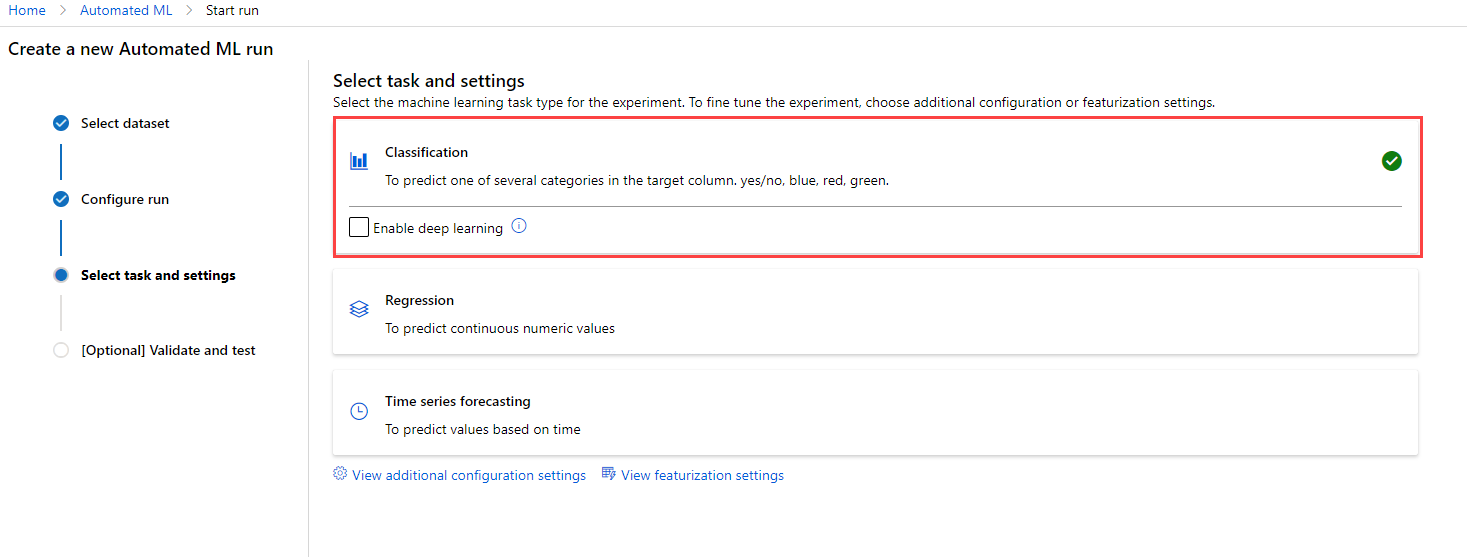 Home > Automated ML > Start run
Create a new Automated ML run
Select dataset
Configure run
Select task and settings
[Optional] Validate and test
Select task and settings
Select the machine learning task type for the experiment. To fine tune the experiment, choose additional configuration or featurization settings.
Classification
To predict one of several categories in the target column. yes/no, blue, red, green.
Enable deep learning
Regression
To predict continuous numeric values
Time series forecasting
To predict values based on time
View additional configuration settings View featurization settings